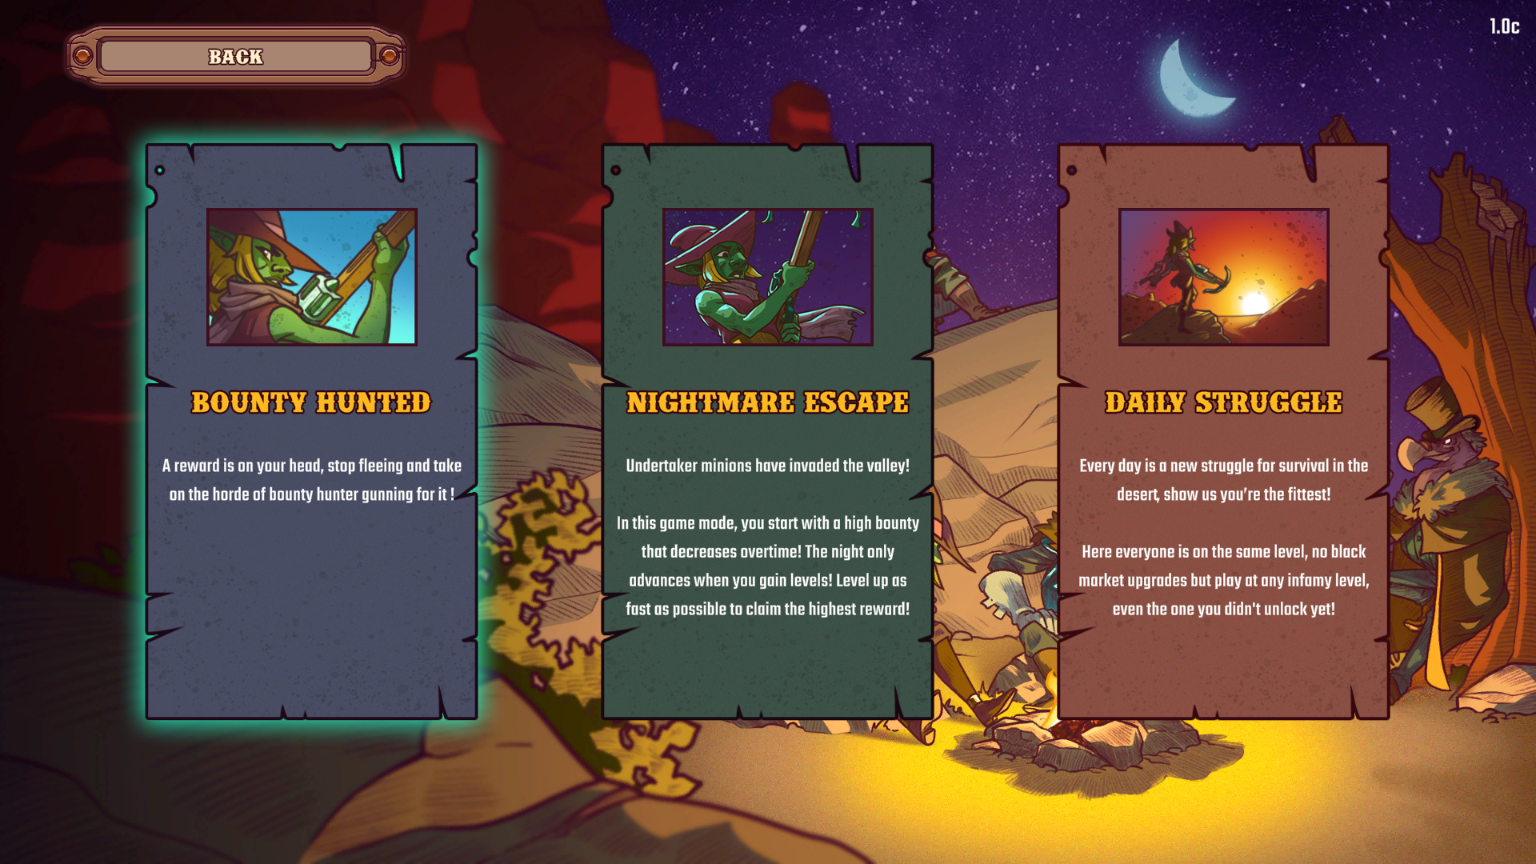 BACK
1.0c
BOUNTY HUNTED
A reward is on your head, stop fleeing and take
on the horde of bounty hunter gunning for it !
NIGHTMARE ESCAPE
Undertaker minions have invaded the valley!
In this game mode, you start with a high bounty
that decreases overtime! The night only
advances when you gain levels! Level up as
fast as possible to claim the highest reward!
DAILY STRUGGLE
Every day is a new struggle for survival in the
desert, show us you’re the fittest!
Here everyone is on the same level, no black
market upgrades but play at any infamy level,
even the one you didn't unlock yet!